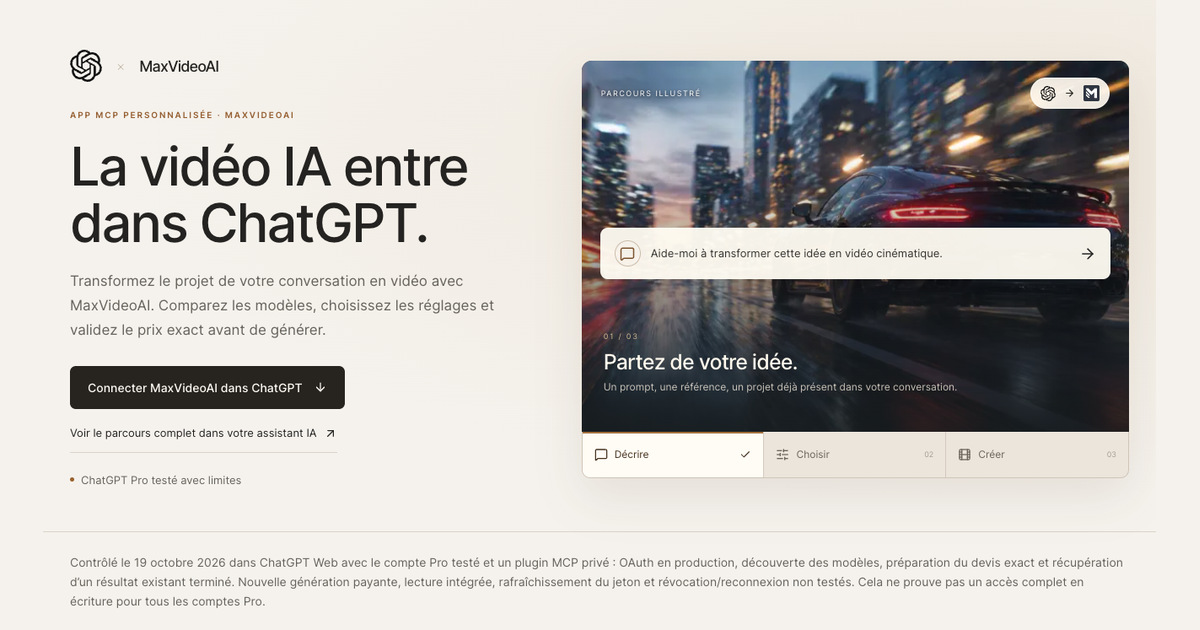 × MaxVideoAI
APP MCP PERSONNALISÉE · MAXVIDEOAI
La vidéo IA entre
dans ChatGPT.
Transformez le projet de votre conversation en vidéo avec
MaxVideoAI. Comparez les modèles, choisissez les réglages et
validez le prix exact avant de générer.
Connecter MaxVideoAI dans ChatGPT ↓
Voir le parcours complet dans votre assistant IA ↗
• ChatGPT Pro testé avec limites
PARCOURS ILLUSTRÉ
→ M
Aide-moi à transformer cette idée en vidéo cinématique. →
01 / 03
Partez de votre idée.
Un prompt, une référence, un projet déjà présent dans votre conversation.
Décrire
Choisir 02
Créer 03
Contrôlé le 19 octobre 2026 dans ChatGPT Web avec le compte Pro testé et un plugin MCP privé : OAuth en production, découverte des modèles, préparation du devis exact et récupération
d’un résultat existant terminé. Nouvelle génération payante, lecture intégrée, rafraîchissement du jeton et révocation/reconnexion non testés. Cela ne prouve pas un accès complet en
écriture pour tous les comptes Pro.